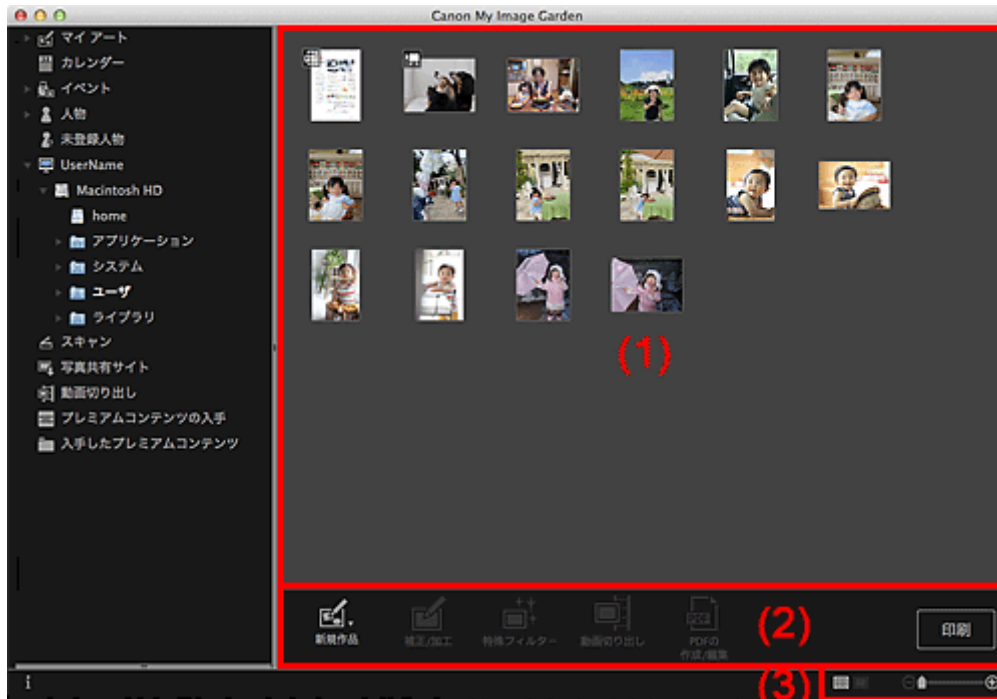 Canon My Image Garden
マイ アート
カレンダー
イベント
人物
未登録人物
UserName
Macintosh HD
home
アプリケーション
システム
ユーザ
ライブラリ
スキャン
写真共有サイト
動画切り出し
プレミアムコンテンツの入手
入手したプレミアムコンテンツ
(1)
新規作品
補正/加工
特殊フィルター
動画切り出し
PDFの
作成/編集
(2)
印刷
(3)